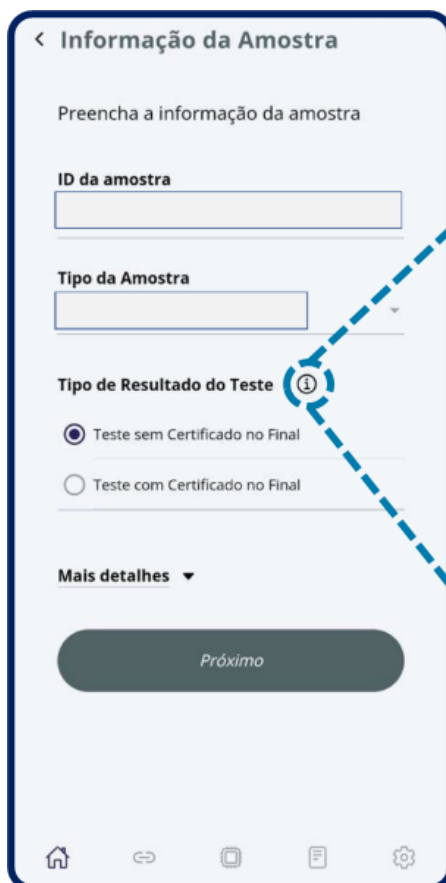 Informação da Amostra
Preencha a informação da amostra
ID da amostra
Tipo da Amostra
Tipo de Resultado do Teste
Teste sem Certificado no Final
Teste com Certificado no Final
Mais detalhes
Próximo